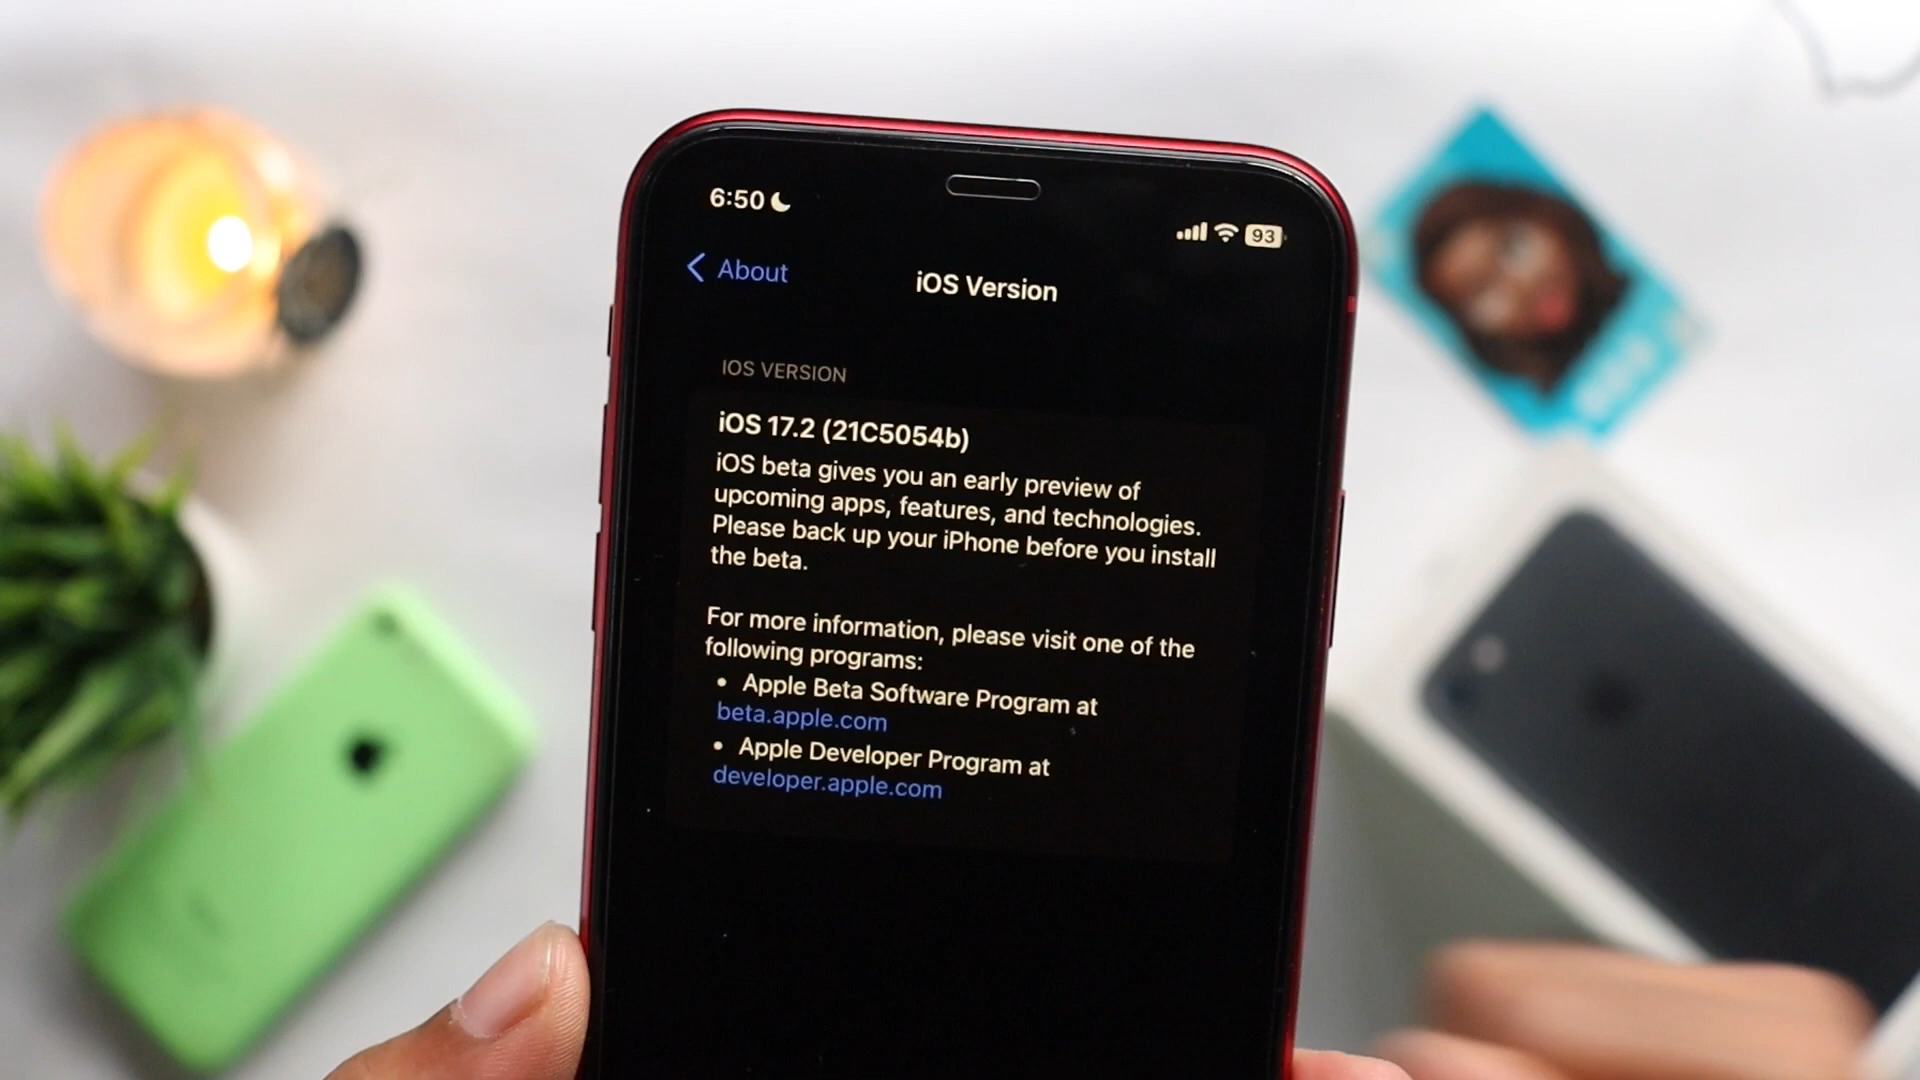 6:50
93
About
iOS Version
IOS VERSION
iOS 17.2 (21C5054b)
iOS beta gives you an early preview of
upcoming apps, features, and technologies.
Please back up your iPhone before you install
the beta.
For more information, please visit one of the
following programs:
• Apple Beta Software Program at
beta.apple.com
• Apple Developer Program at
developer.apple.com